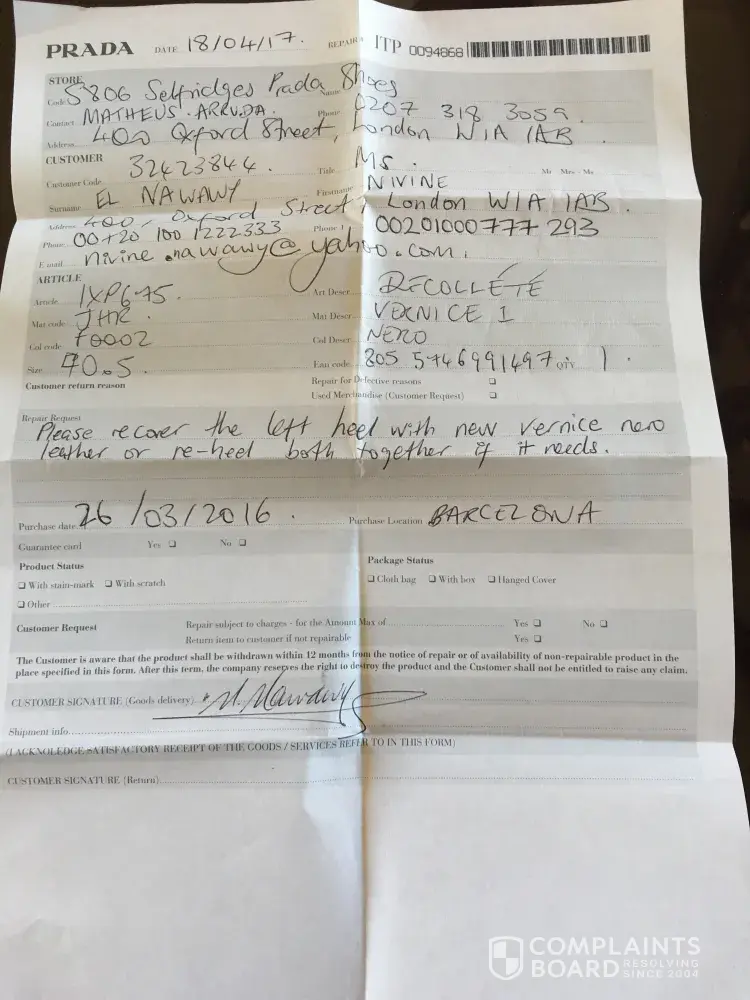 PRADA DATE 18/04/17. REPAIR ITP 0094868
STORE
Code 5806 Selfridges Prada Shoes Name
Contact MATHEUS ARRUDA Phone 0207 318 3059.
Address 400 Oxford Street, London W1A 1AB
CUSTOMER
Customer Code 32423844. Title Ms. Mr - Mrs - Ms
Surname EL NAWAWY Firstname NIVINE
Address 400, Oxford Street, London W1A 1AB.
Phone 00+20 100 1222333 Phone 1 00201000777 293
E mail nivine.nawawy@yahoo.com.
ARTICLE
Article 1XP675. Art Descr DECOLLÉTÉ
Mat code JHR. Mat Descr VERNICE 1
Col code F0002 Col Descr NERO
Size 40.5. Ean code 805 5746991497 QTY 1.
Customer return reason Repair for Defective reasons ☐
Used Merchandise (Customer Request) ☐
Repair Request
Please recover the left heel with new vernice nero
leather or re-heel both together if it needs.
Purchase date 26/03/2016. Purchase Location BARCELONA
Guarantee card Yes ☐ No ☐
Product Status Package Status
☐ With stain-mark ☐ With scratch ☐ Cloth bag ☐ With box ☐ Hanged Cover
☐ Other
Customer Request Repair subject to charges - for the Amount Max of Yes ☐ No ☐
Return item to customer if not repairable Yes ☐
The Customer is aware that the product shall be withdrawn within 12 months from the notice of repair or of availability of non-repairable product in the
place specified in this form. After this term, the company reserves the right to destroy the product and the Customer shall not be entitled to raise any claim.
CUSTOMER SIGNATURE (Goods delivery) N. Nawawy
Shipment info
(I ACKNOLEDGE SATISFACTORY RECEIPT OF THE GOODS / SERVICES REFER TO IN THIS FORM)
CUSTOMER SIGNATURE (Return)
COMPLAINTS
BOARD RESOLVING SINCE 2004